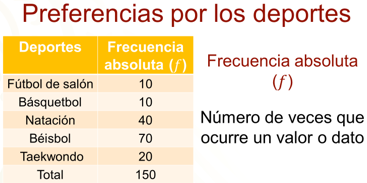 Preferencias por los deportes
Deportes Frecuencia
absoluta (f)
Fútbol de salón 10
Básquetbol 10
Natación 40
Béisbol 70
Taekwondo 20
Total 150
Frecuencia absoluta
(f)
Número de veces que
ocurre un valor o dato